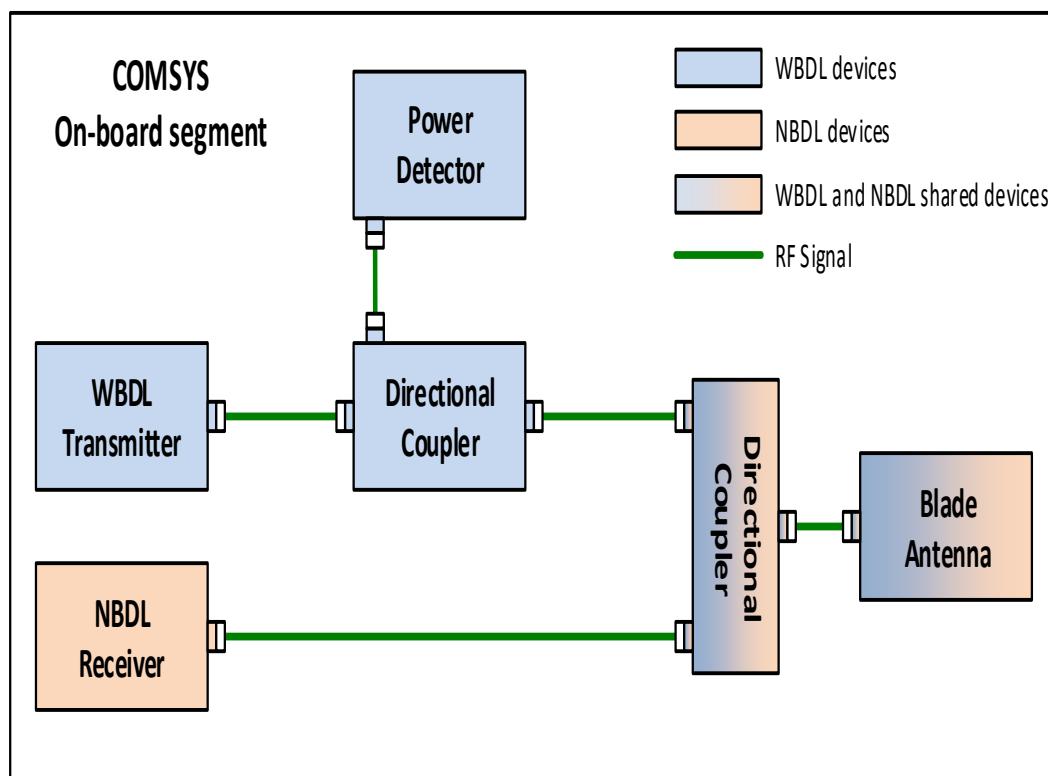 COMSYS
On-board segment
Power
Detector
WBDL devices
NBDL devices
WBDL and NBDL shared devices
RF Signal
WBDL
Transmitter
Directional
Coupler
Directional
Coupler
Blade
Antenna
NBDL
Receiver